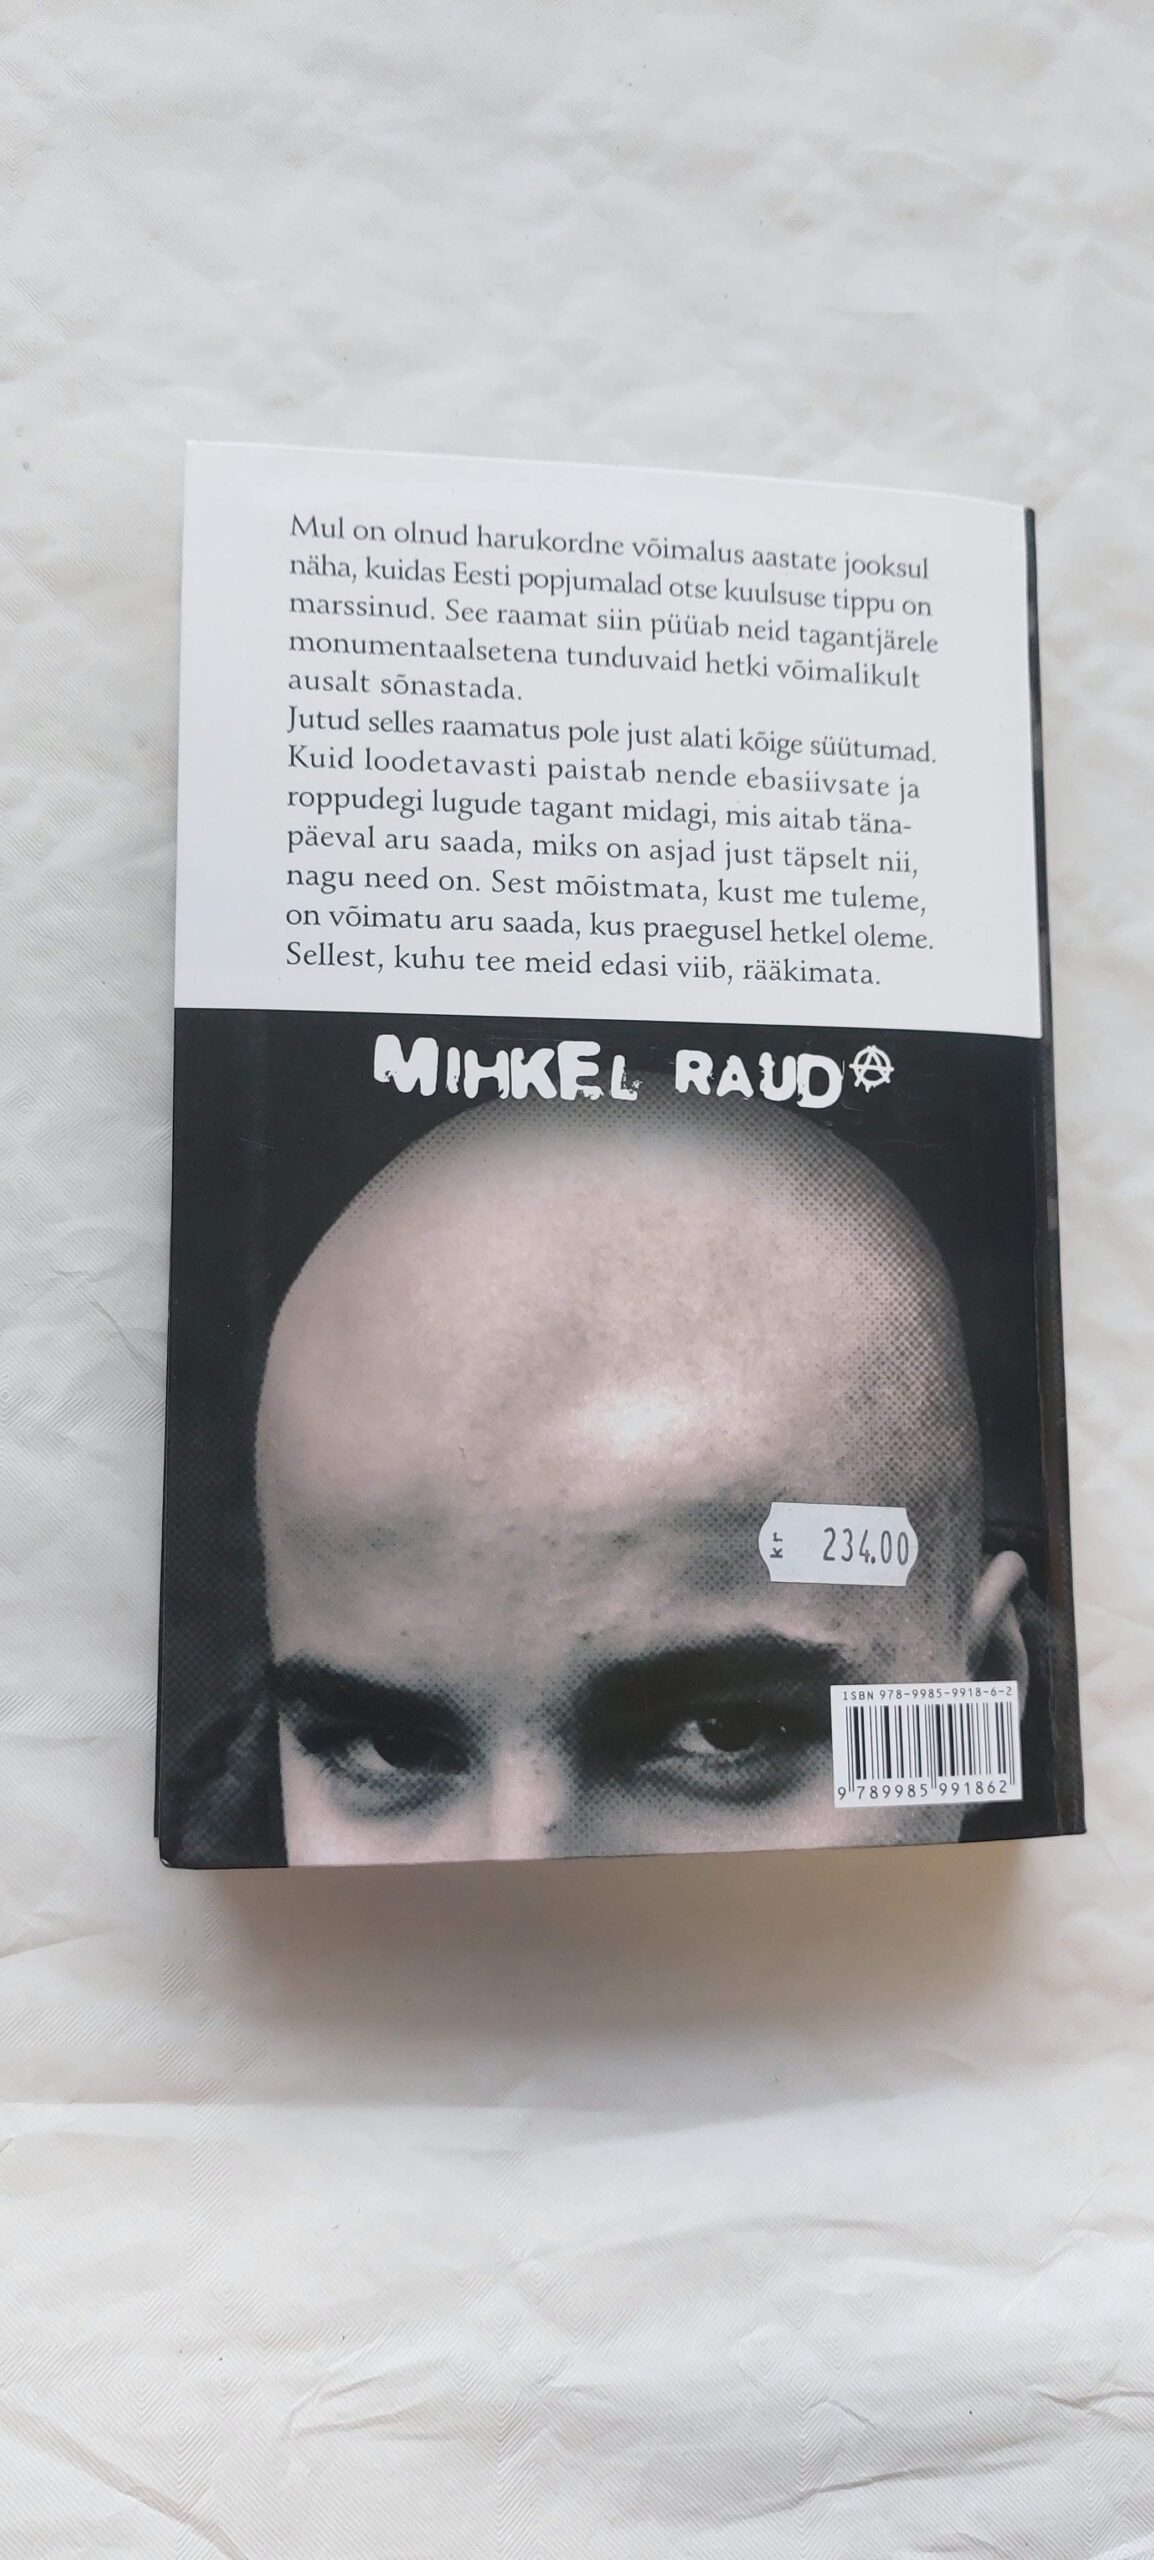 Mul on olnud harukordne võimalus aastate jooksul
näha, kuidas Eesti popjumalad otse kuulsuse tippu on
marssinud. See raamat siin püüab neid tagantjärele
monumentaalsetena tunduvaid hetki võimalikult
ausalt sõnastada.
Jutud selles raamatus pole just alati kõige süütumad.
Kuid loodetavasti paistab nende ebasiivsate ja
roppudegi lugude tagant midagi, mis aitab täna-
päeval aru saada, miks on asjad just täpselt nii,
nagu need on. Sest mõistmata, kust me tuleme,
on võimatu aru saada, kus praegusel hetkel oleme.
Sellest, kuhu tee meid edasi viib, rääkimata.
MIHKEL RAUD
kr 234.00
ISBN 978-9985-9918-6-2
9 789985 991862